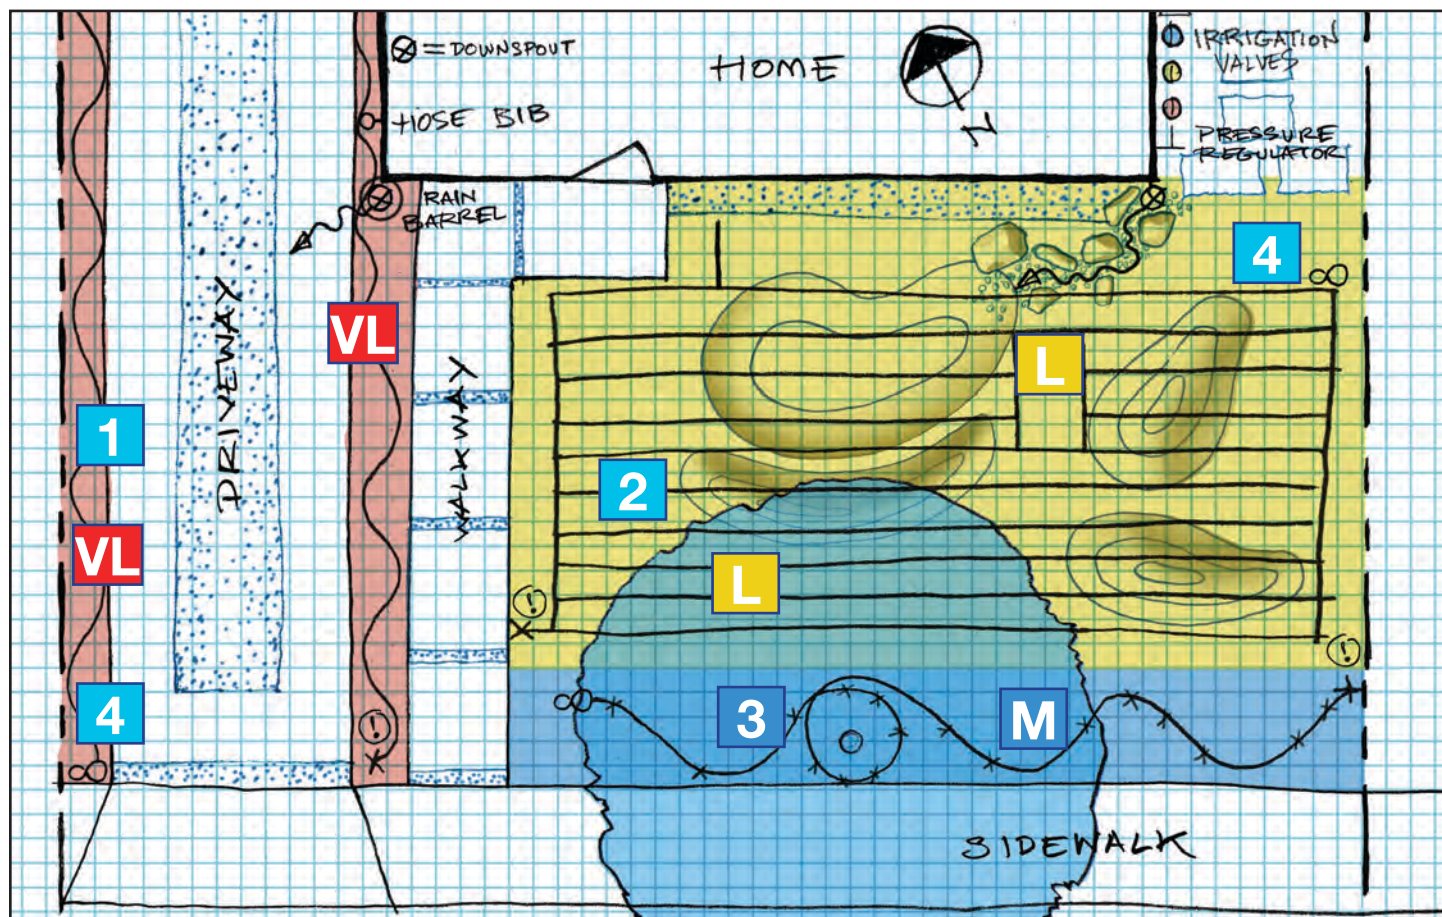 ⊗ = DOWNSPOUT
HOME
N
IRRIGATION
VALVES
HOSE BIB
PRESSURE
REGULATOR
RAIN
BARREL
4
DRIVEWAY
VL
L
WALKWAY
1
2
VL
L
(!)
(!)
4
3
M
(!)
SIDEWALK